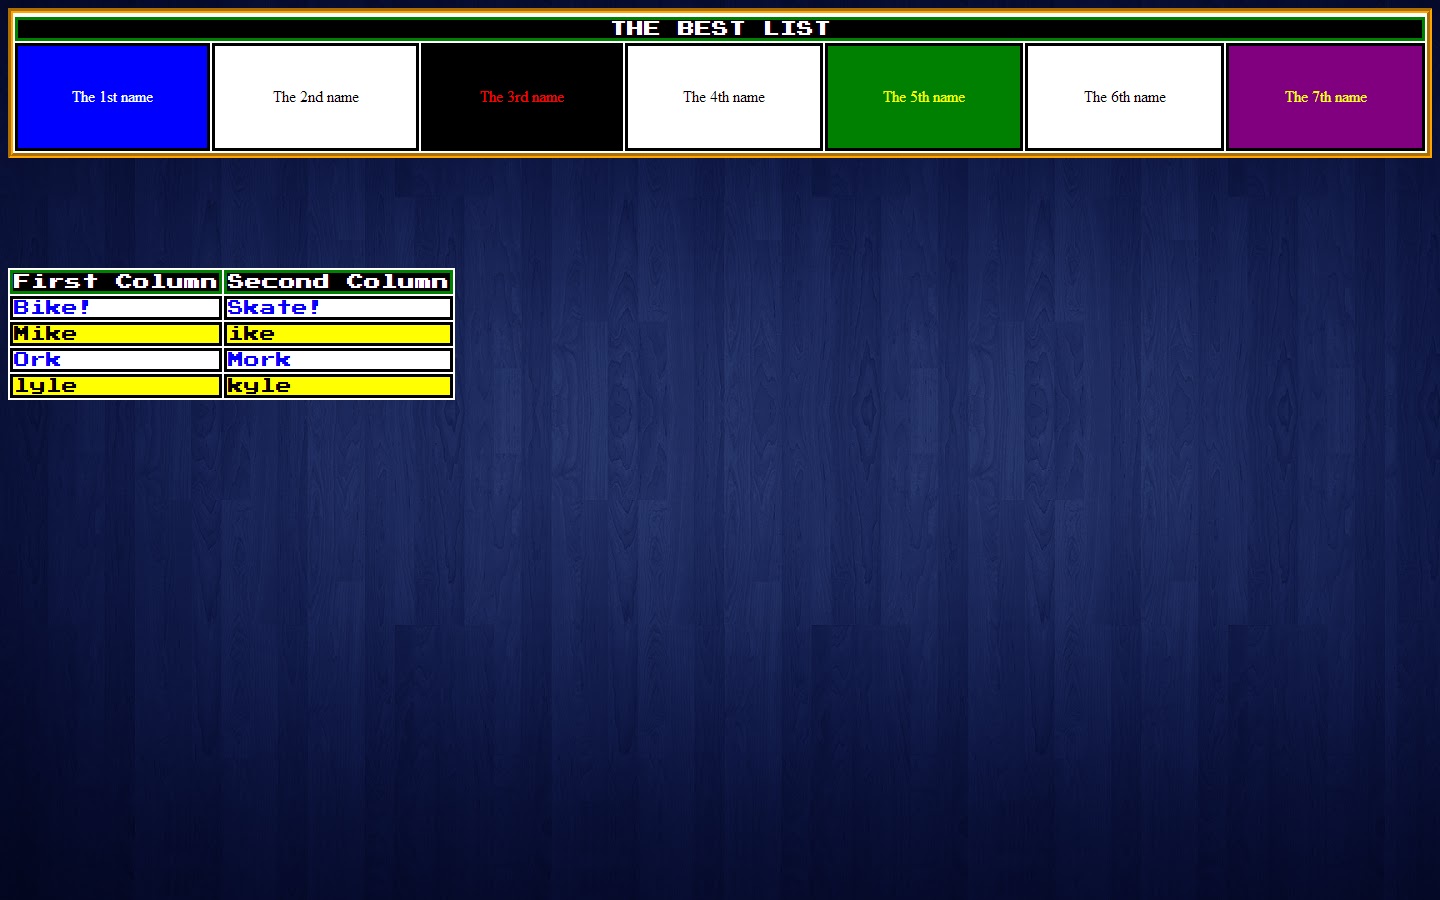 THE BEST LIST
The 1st name The 2nd name The 3rd name The 4th name The 5th name The 6th name The 7th name
First Column Second Column
Bike! Skate!
Mike ike
Ork Mork
lyle kyle